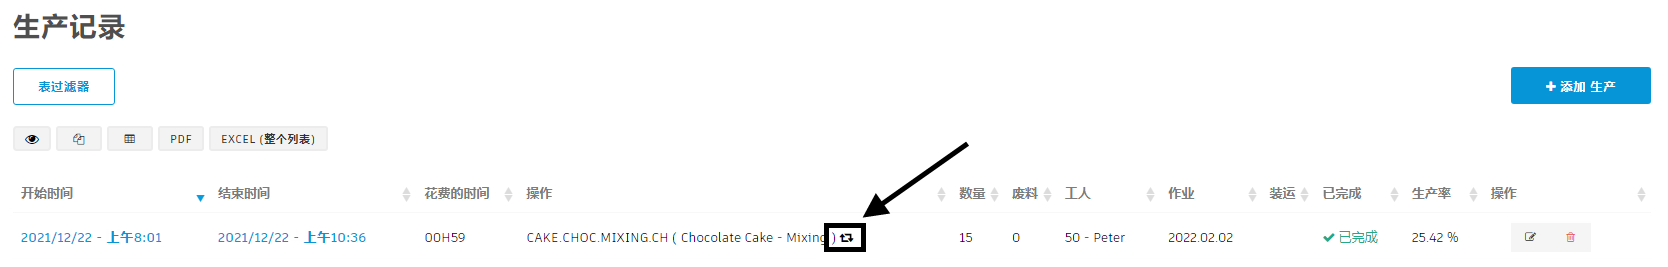 生产记录
表过滤器
添加 生产
PDF EXCEL (整个列表)
开始时间 结束时间 花费的时间 操作 数量 废料 工人 作业 装运 已完成 生产率 操作
2021/12/22 - 上午8:01 2021/12/22 - 上午10:36 00H59 CAKE.CHOC.MIXING.CH ( Chocolate Cake - Mixing ) 15 0 50 - Peter 2022.02.02 已完成 25.42 %